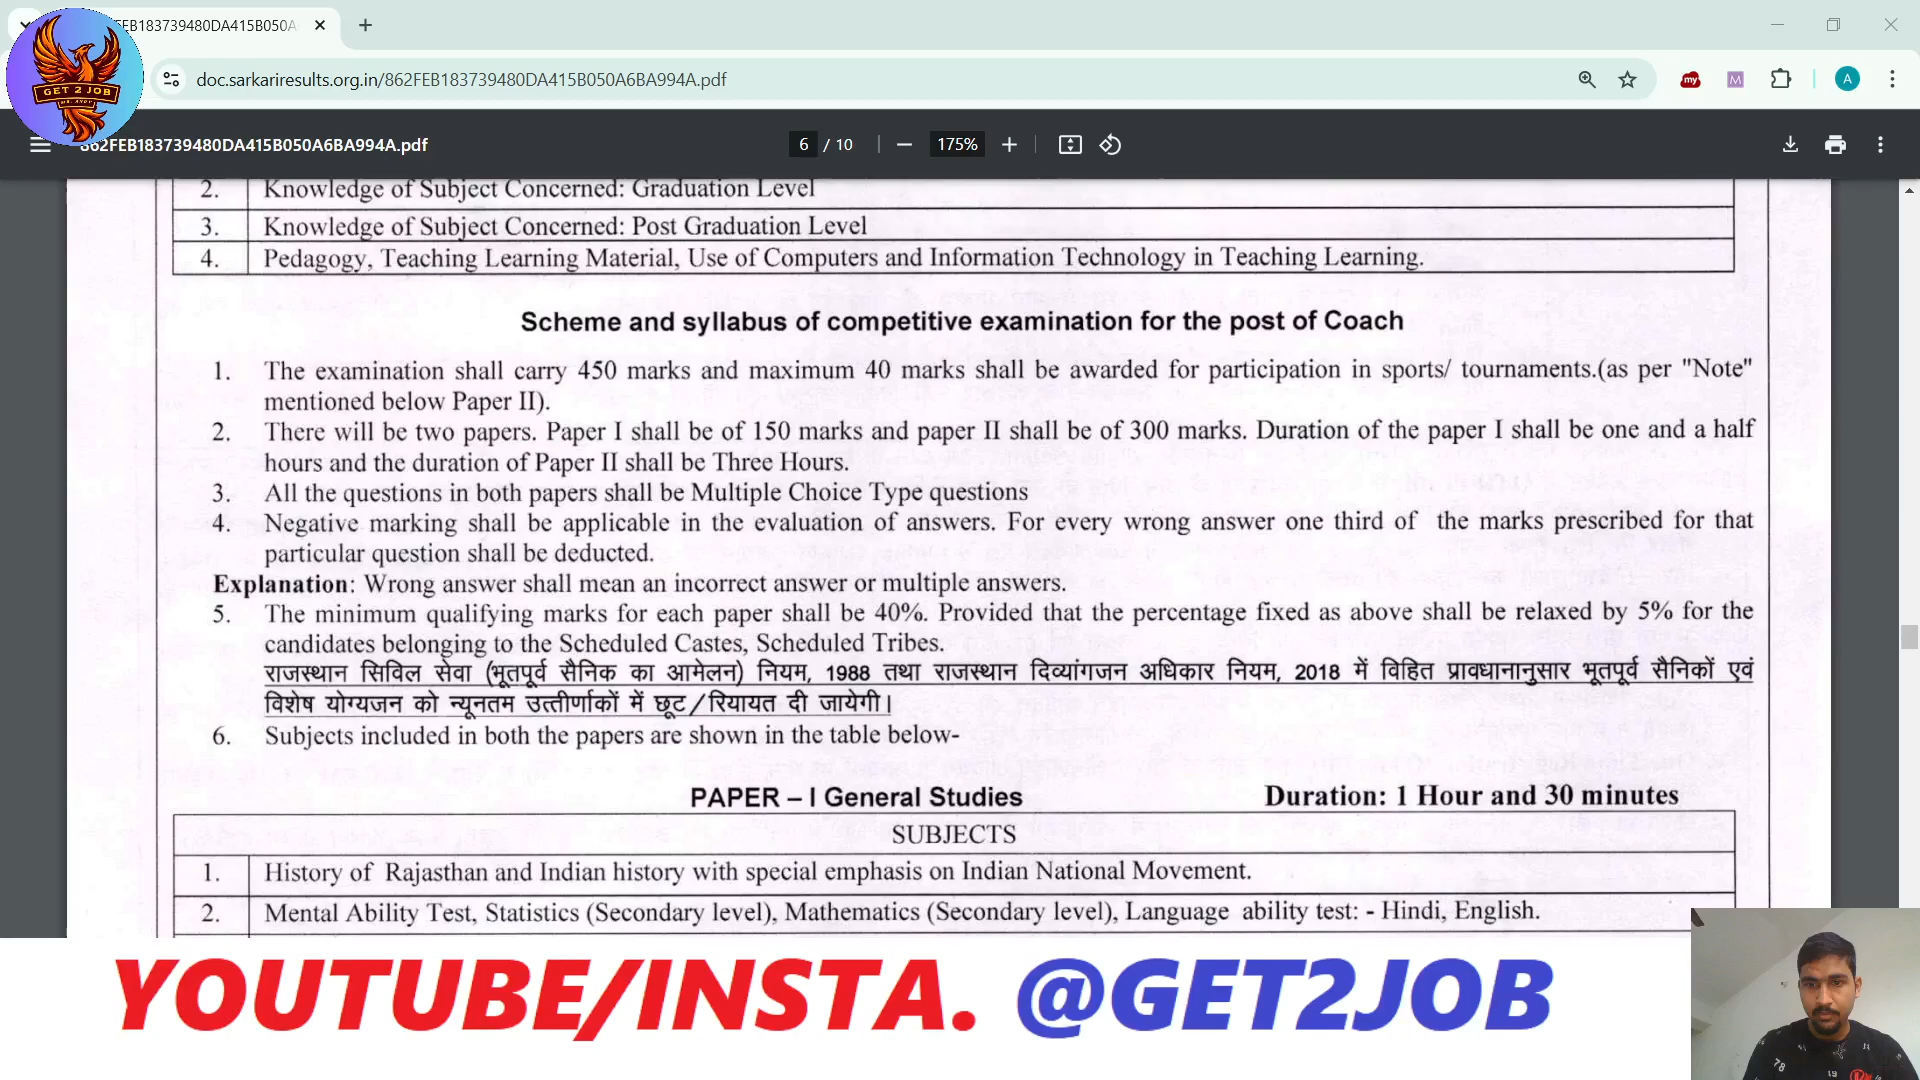 FEB183739480DA415B050A
doc.sarkariresults.org.in/862FEB183739480DA415B050A6BA994A.pdf
GET 2 JOB
862FEB183739480DA415B050A6BA994A.pdf
6 / 10
175%
2. Knowledge of Subject Concerned: Graduation Level
3. Knowledge of Subject Concerned: Post Graduation Level
4. Pedagogy, Teaching Learning Material, Use of Computers and Information Technology in Teaching Learning.
Scheme and syllabus of competitive examination for the post of Coach
1. The examination shall carry 450 marks and maximum 40 marks shall be awarded for participation in sports/ tournaments.(as per "Note"
mentioned below Paper II).
2. There will be two papers. Paper I shall be of 150 marks and paper II shall be of 300 marks. Duration of the paper I shall be one and a half
hours and the duration of Paper II shall be Three Hours.
3. All the questions in both papers shall be Multiple Choice Type questions
4. Negative marking shall be applicable in the evaluation of answers. For every wrong answer one third of the marks prescribed for that
particular question shall be deducted.
Explanation: Wrong answer shall mean an incorrect answer or multiple answers.
5. The minimum qualifying marks for each paper shall be 40%. Provided that the percentage fixed as above shall be relaxed by 5% for the
candidates belonging to the Scheduled Castes, Scheduled Tribes.
राजस्थान सिविल सेवा (भूतपूर्व सैनिक का आमेलन) नियम, 1988 तथा राजस्थान दिव्यांगजन अधिकार नियम, 2018 में विहित प्रावधानानुसार भूतपूर्व सैनिकों एवं
विशेष योग्यजन को न्यूनतम उत्तीर्णाकों में छूट/रियायत दी जायेगी।
6. Subjects included in both the papers are shown in the table below-
PAPER – I General Studies Duration: 1 Hour and 30 minutes
SUBJECTS
1. History of Rajasthan and Indian history with special emphasis on Indian National Movement.
2. Mental Ability Test, Statistics (Secondary level), Mathematics (Secondary level), Language ability test: - Hindi, English.
YOUTUBE/INSTA. @GET2JOB